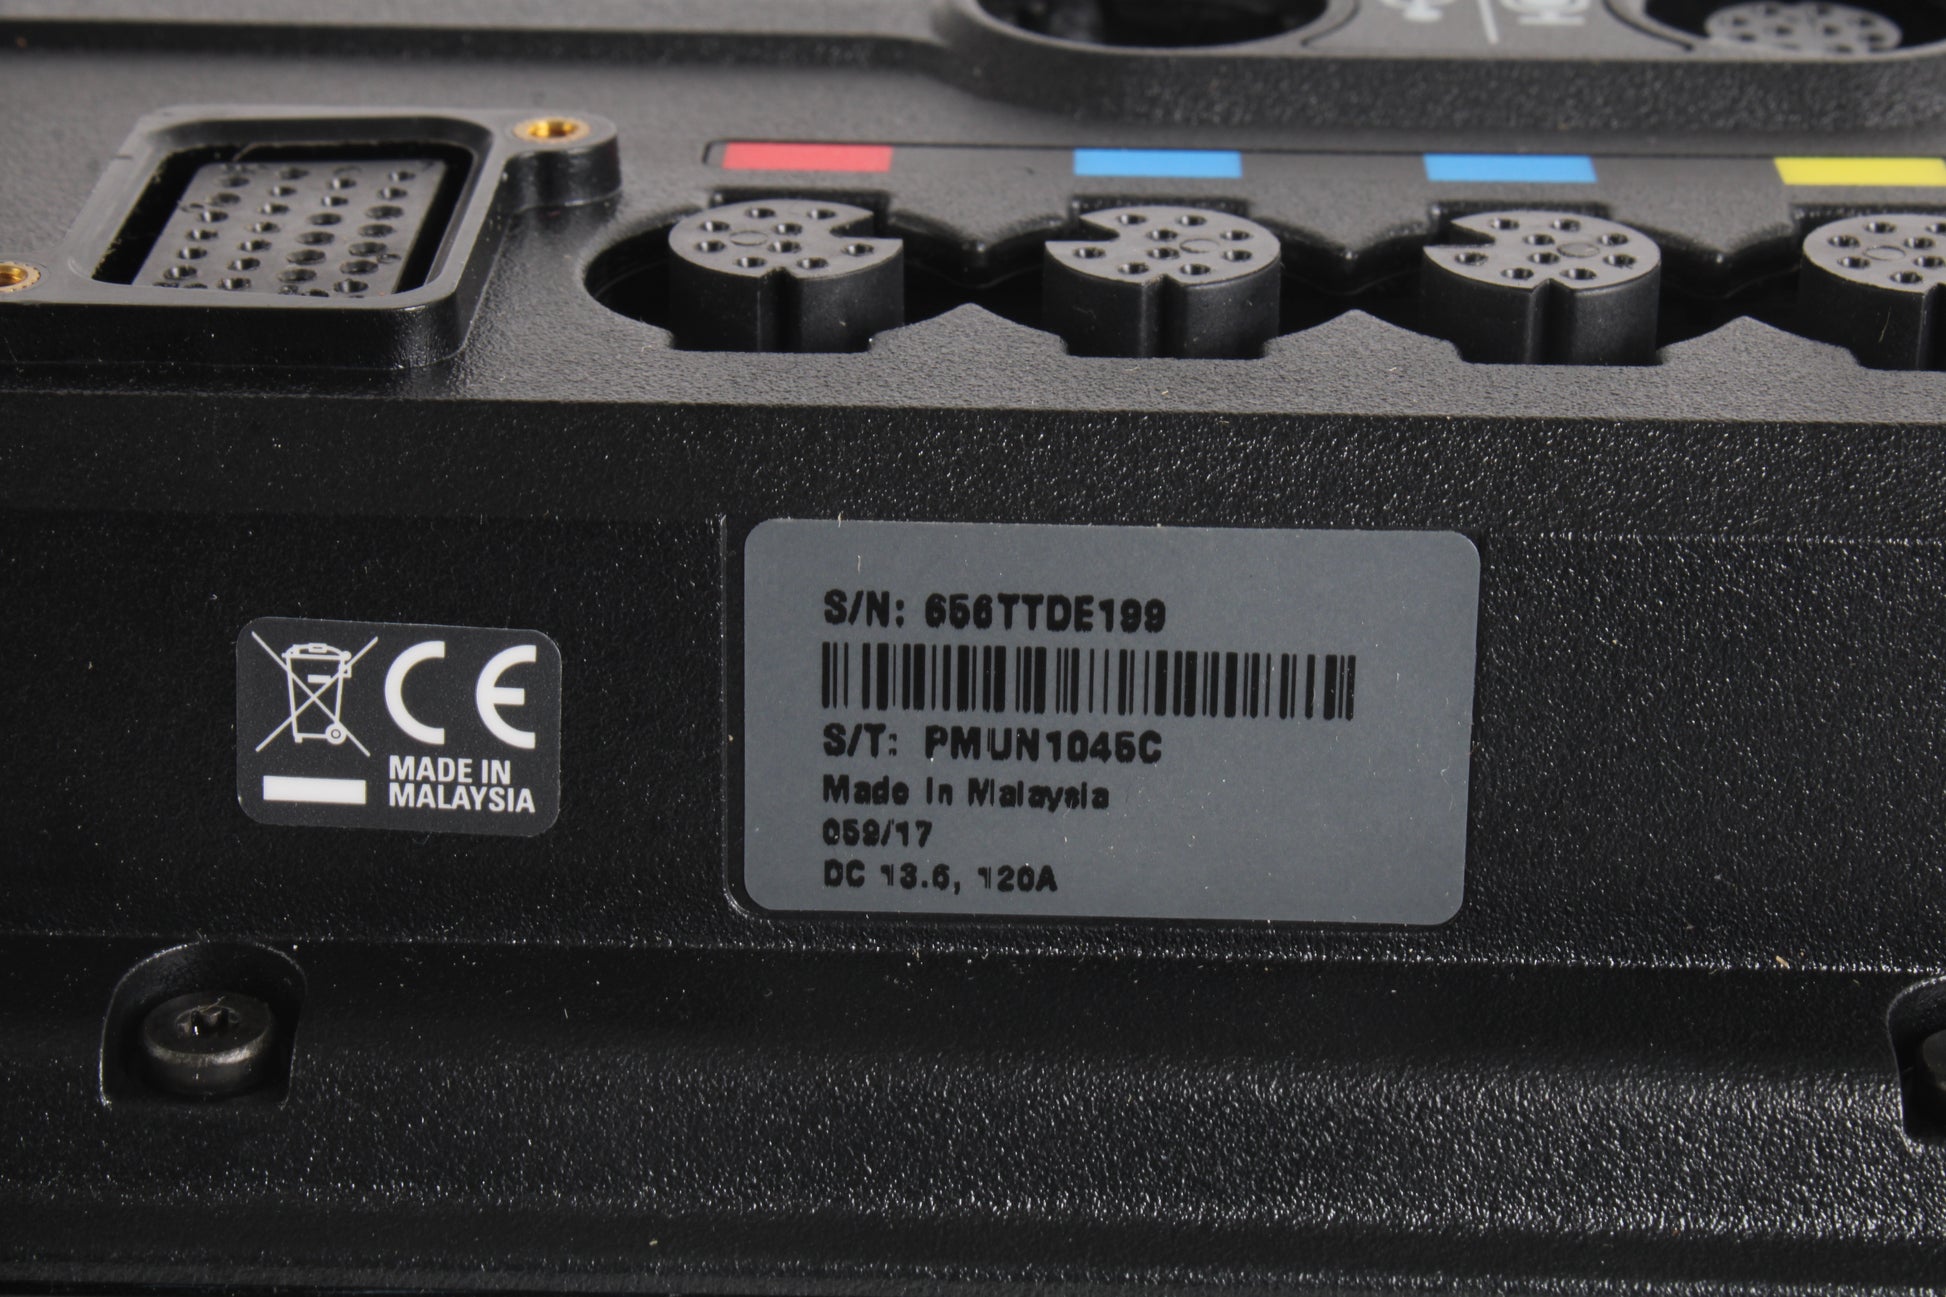 CE
MADE IN
MALAYSIA
S/N: 656TTDE199
S/T: PMUN1045C
Made In Malaysia
059/17
DC 13.6, 120A